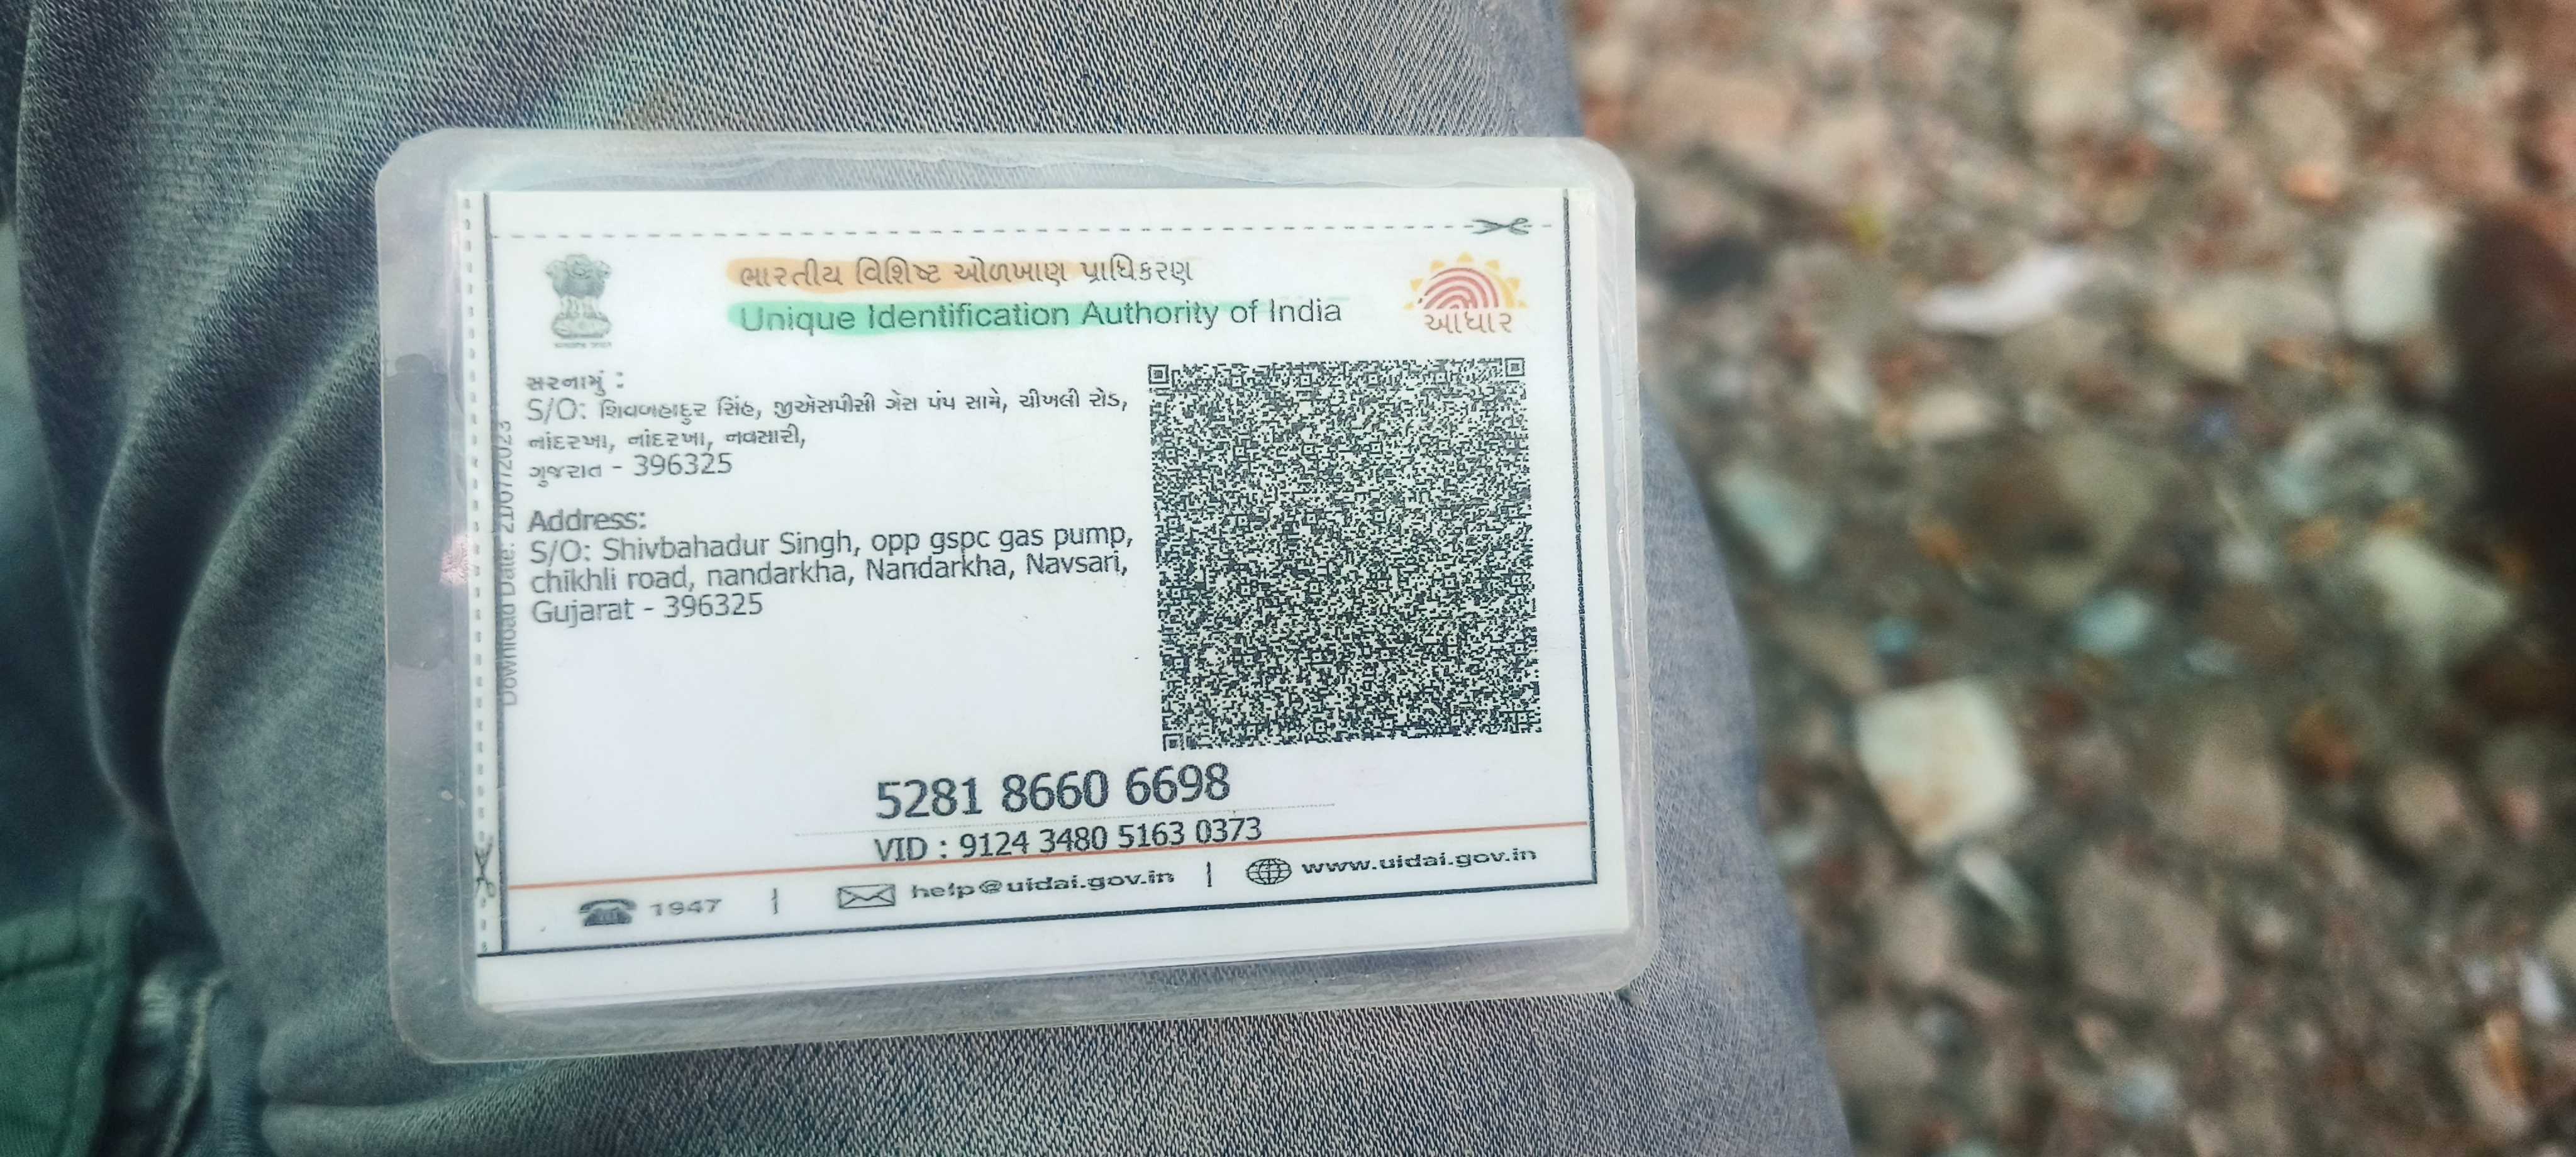 ભારતીય વિશિષ્ટ ઓળખાણ પ્રાધિકરણ
Unique Identification Authority of India
આધાર
સરનામું :
S/O: શિવબહાદુર સિંહ, જીએસપીસી ગેસ પંપ સામે, ચીખલી રોડ,
નાંદરખા, નાંદરખા, નવસારી,
ગુજરાત - 396325
Address:
S/O: Shivbahadur Singh, opp gspc gas pump,
chikhli road, nandarkha, Nandarkha, Navsari,
Gujarat - 396325
Download Date: 21/07/2023
5281 8660 6698
VID : 9124 3480 5163 0373
1947 | help@uidai.gov.in | www.uidai.gov.in